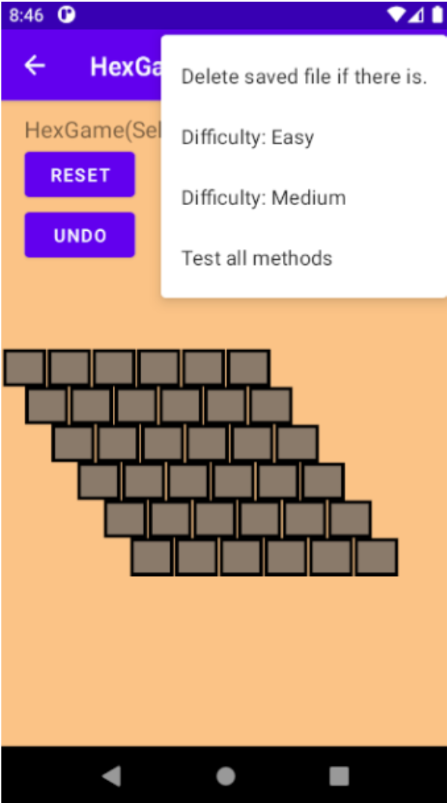 8:46
HexGa
Delete saved file if there is.
HexGame(Sel
Difficulty: Easy
RESET
Difficulty: Medium
UNDO
Test all methods